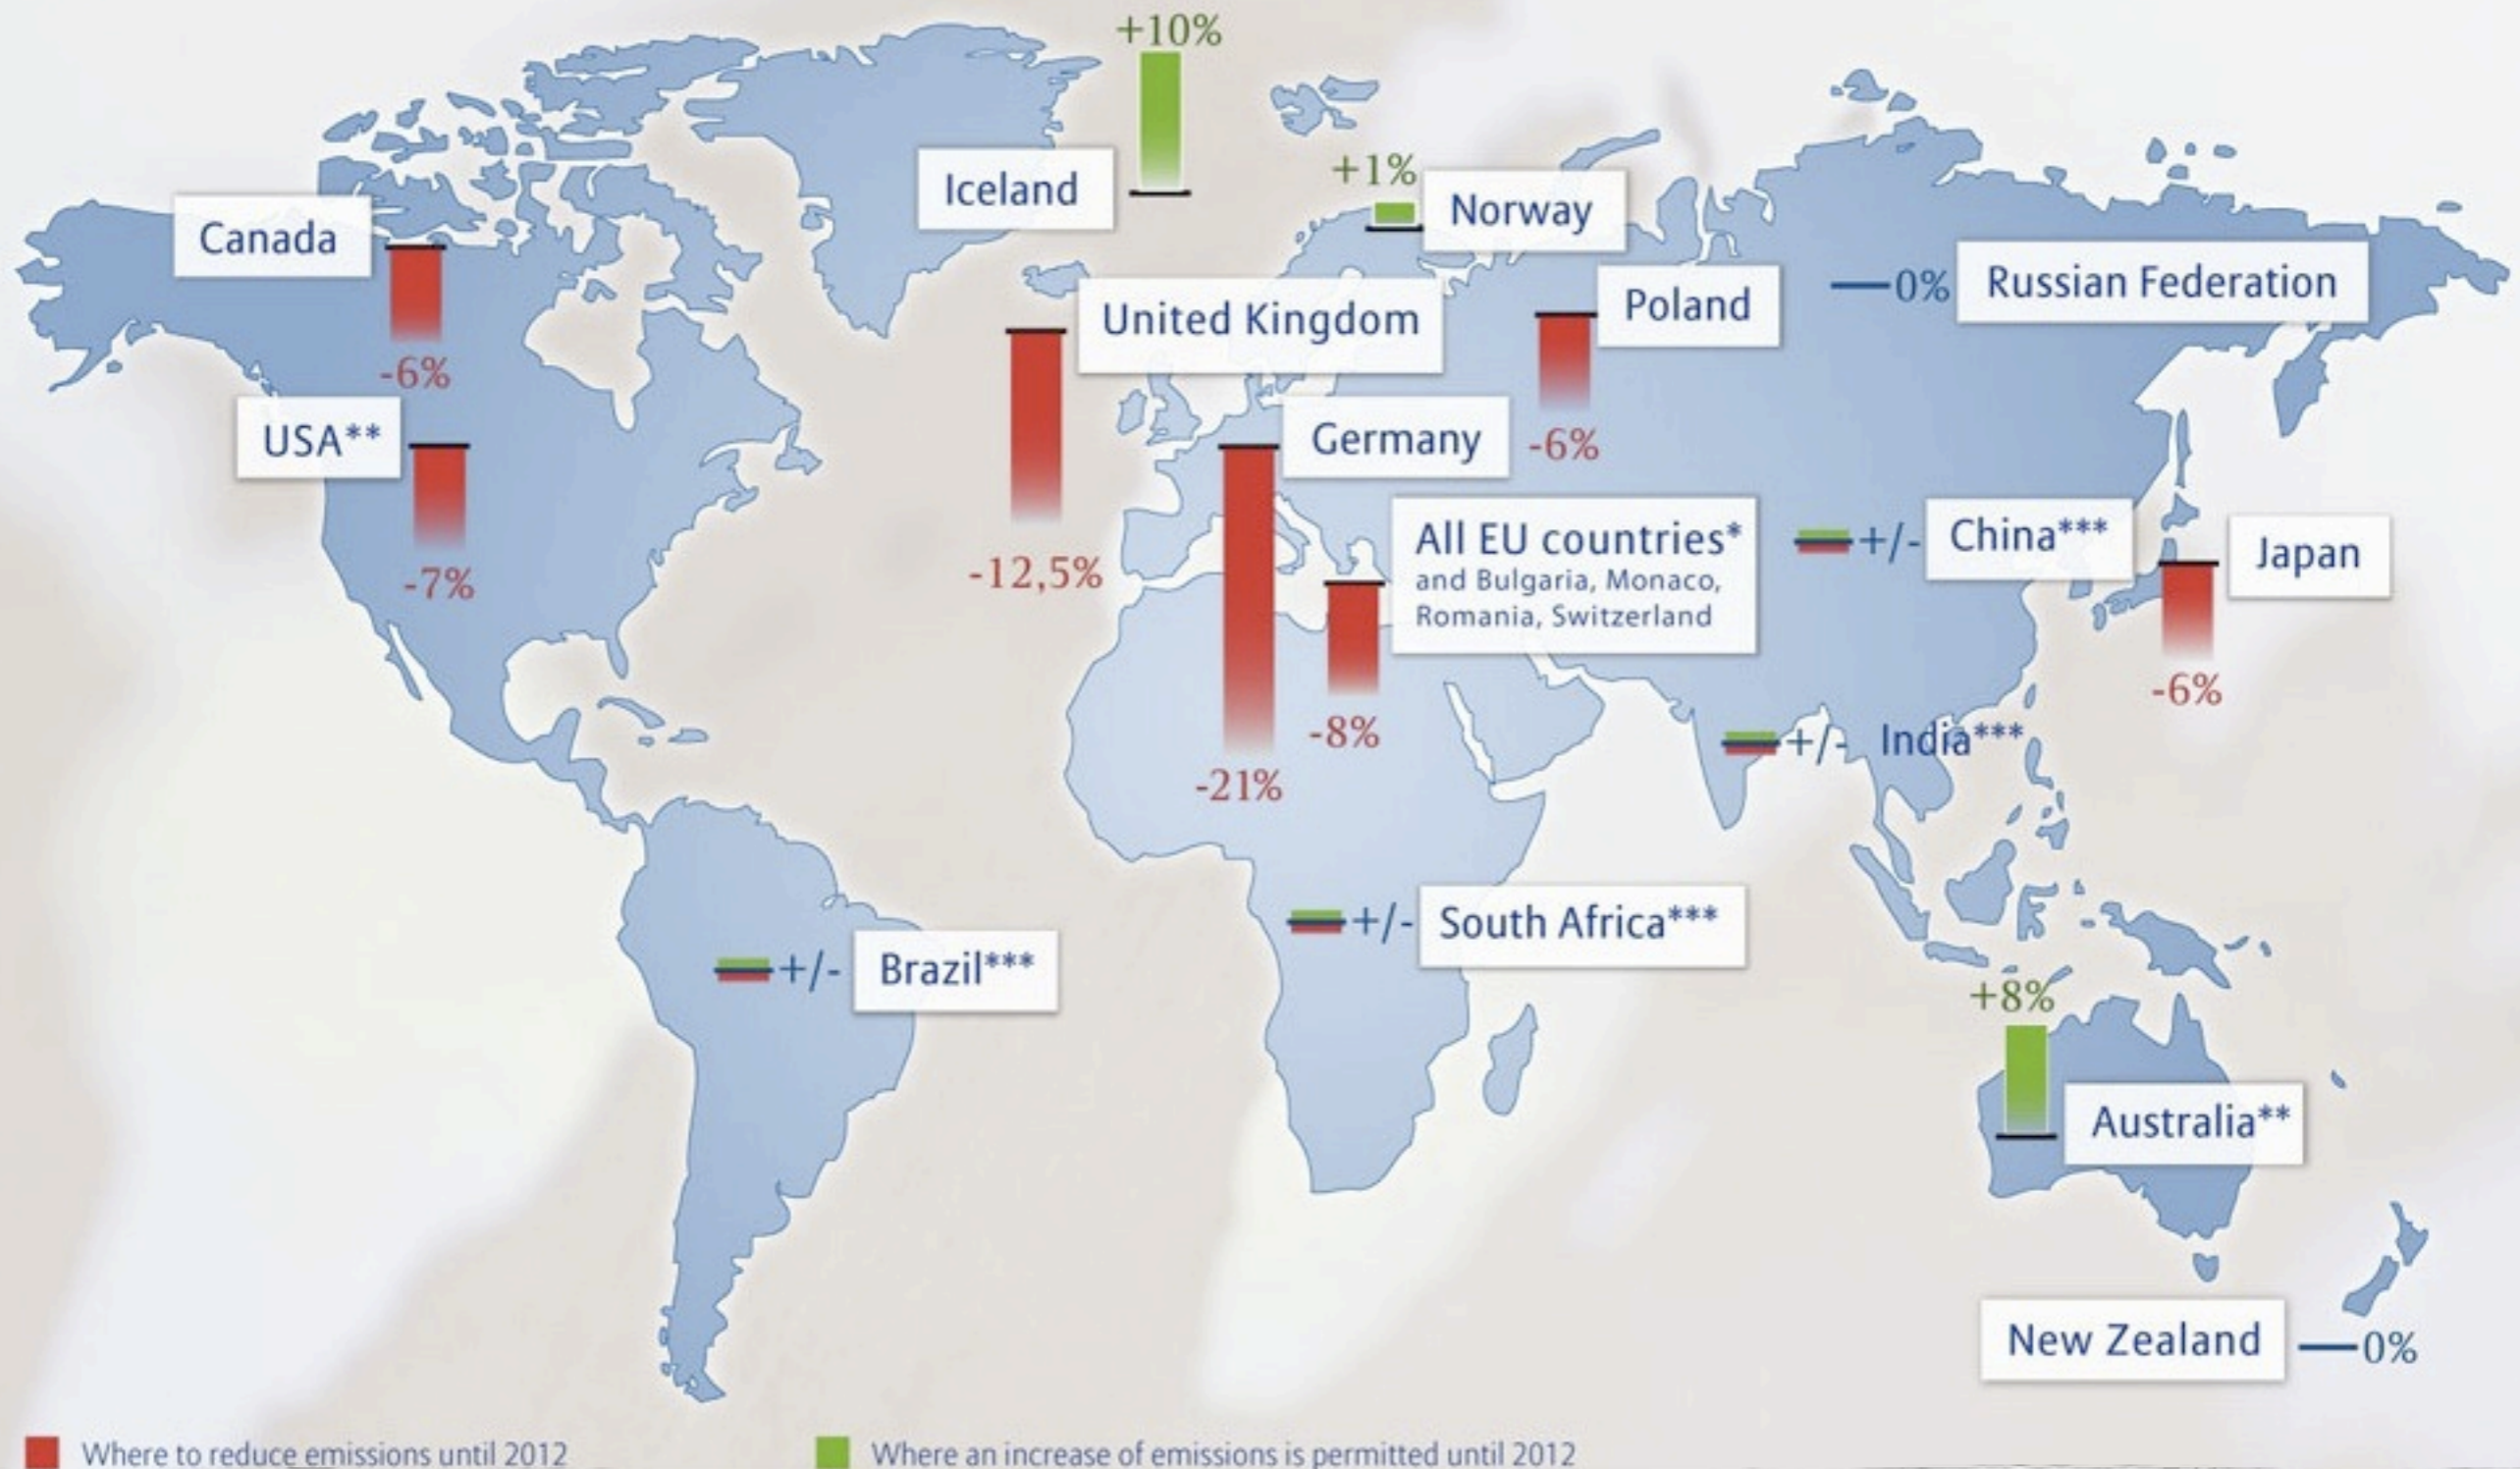 +10%
Iceland
+1%
Norway
Canada
-6%
United Kingdom
-12,5%
Poland
-6%
0%
Russian Federation
USA**
-7%
Germany
-21%
All EU countries*
and Bulgaria, Monaco,
Romania, Switzerland
-8%
+/-
China***
Japan
-6%
+/-
India***
+/-
South Africa***
+/-
Brazil***
+8%
Australia**
New Zealand
0%
Where to reduce emissions until 2012
Where an increase of emissions is permitted until 2012